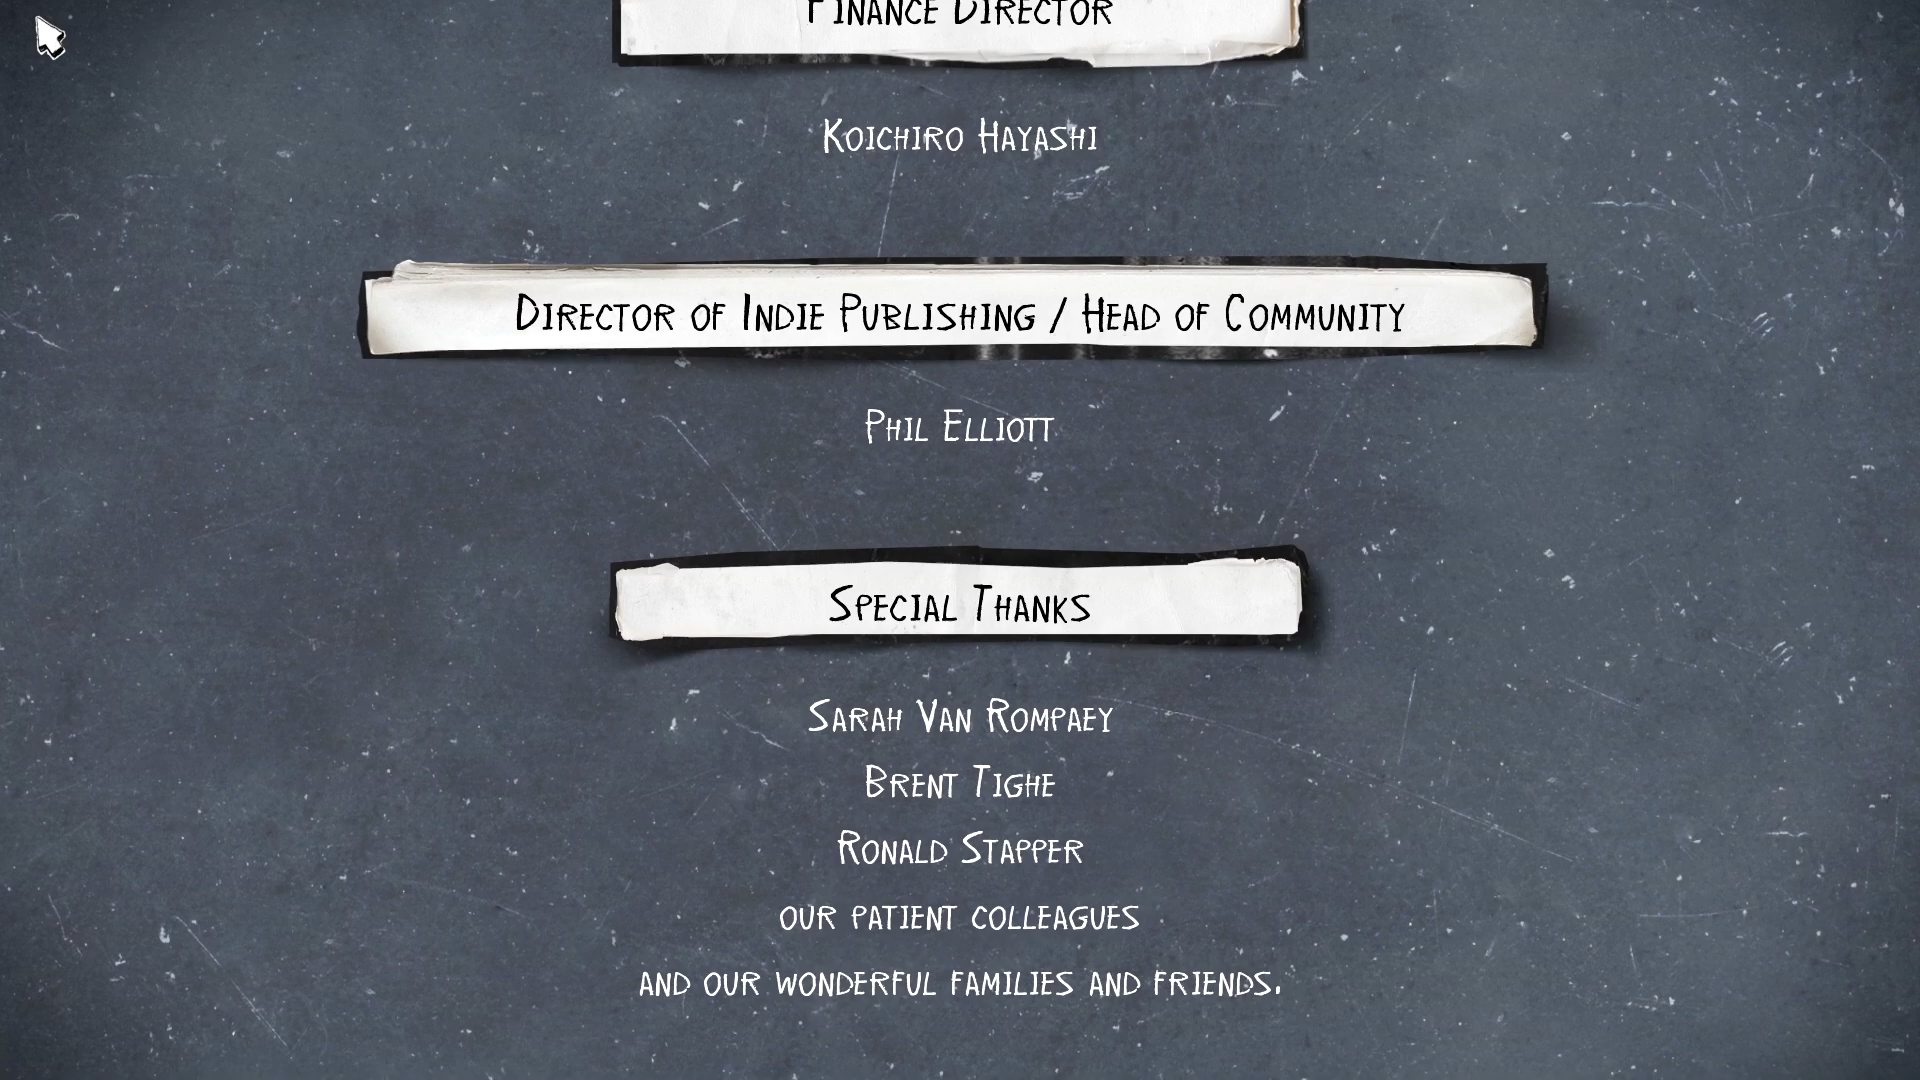 Finance Director
Koichiro Hayashi
Director of Indie Publishing / Head of Community
Phil Elliott
Special Thanks
Sarah Van Rompaey
Brent Tighe
Ronald Stapper
our patient colleagues
and our wonderful families and friends.